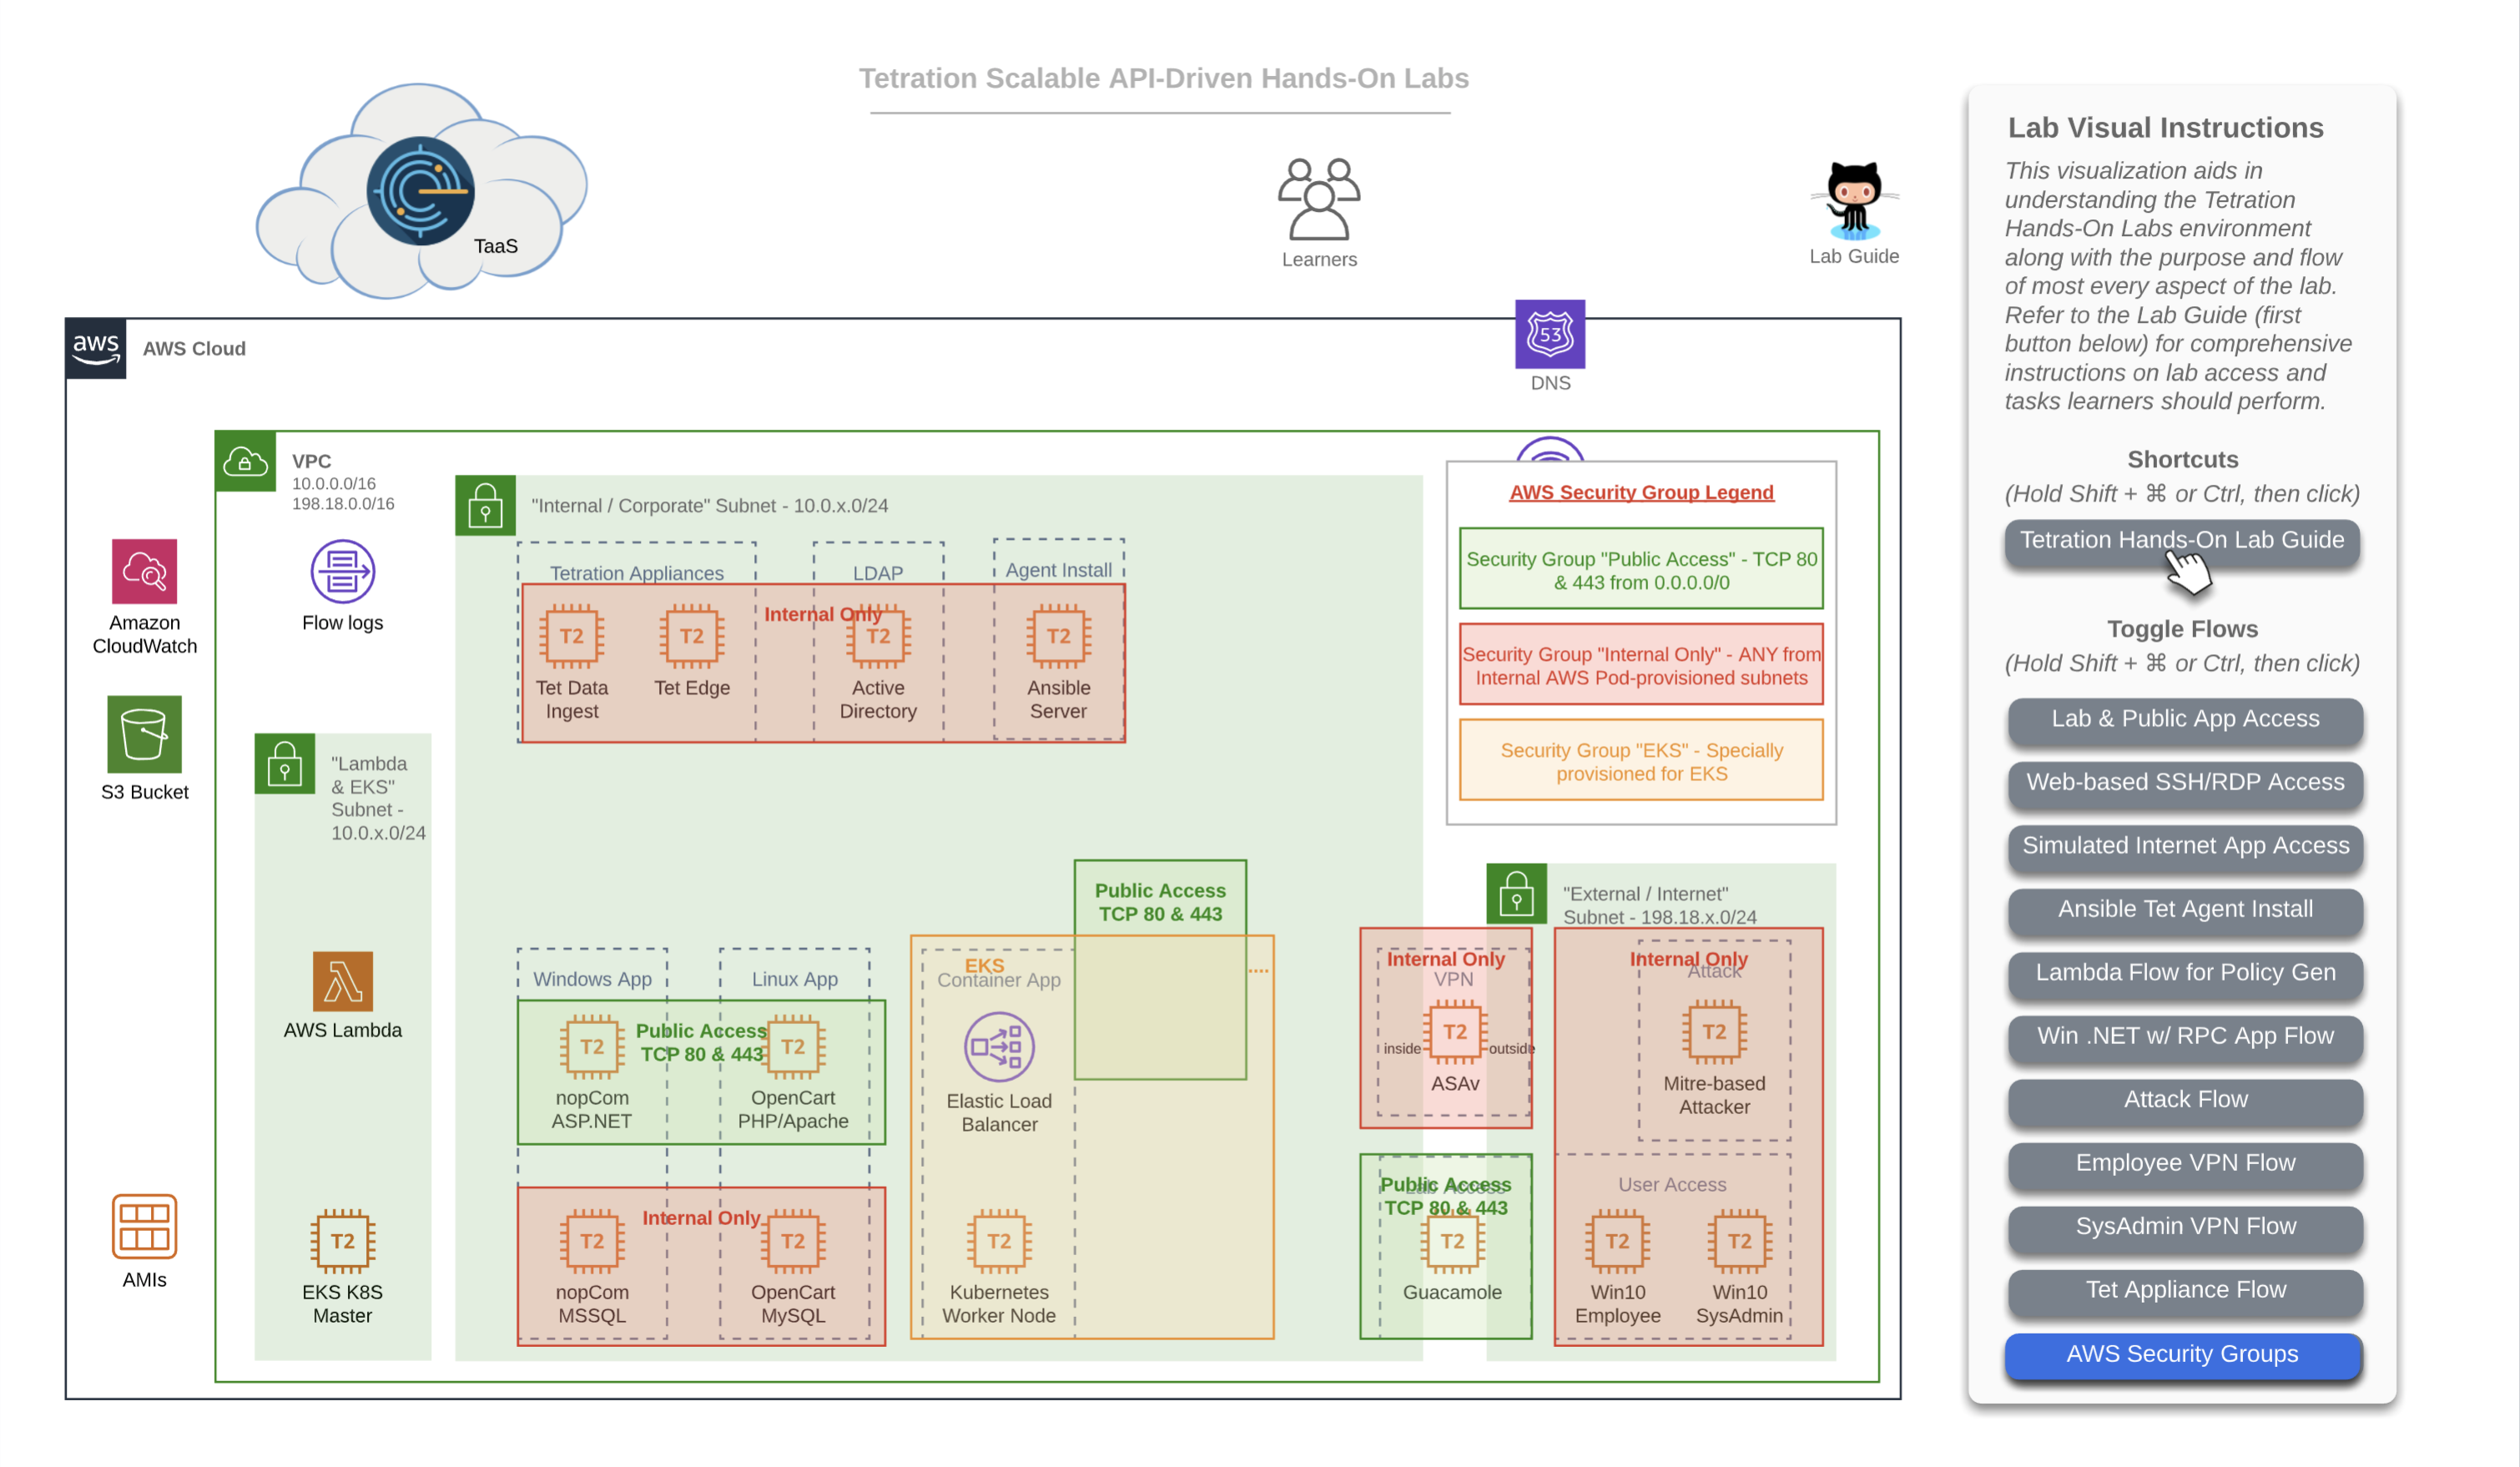 Tetration Scalable API-Driven Hands-On Labs
TaaS
Learners
Lab Guide
aws
AWS Cloud
53
DNS
VPC
10.0.0.0/16
198.18.0.0/16
"Internal / Corporate" Subnet - 10.0.x.0/24
Amazon
CloudWatch
Flow logs
S3 Bucket
"Lambda
& EKS"
Subnet -
10.0.x.0/24
AWS Lambda
AMIs
T2
EKS K8S
Master
Tetration Appliances
LDAP
Agent Install
Internal Only
T2
T2
T2
T2
Tet Data
Ingest
Tet Edge
Active
Directory
Ansible
Server
AWS Security Group Legend
Security Group "Public Access" - TCP 80
& 443 from 0.0.0.0/0
Security Group "Internal Only" - ANY from
Internal AWS Pod-provisioned subnets
Security Group "EKS" - Specially
provisioned for EKS
Public Access
TCP 80 & 443
Windows App
Linux App
EKS
Container App
....
Public Access
TCP 80 & 443
T2
T2
nopCom
ASP.NET
OpenCart
PHP/Apache
Elastic Load
Balancer
Internal Only
T2
T2
T2
nopCom
MSSQL
OpenCart
MySQL
Kubernetes
Worker Node
"External / Internet"
Subnet - 198.18.x.0/24
Internal Only
VPN
T2
inside
outside
ASAv
Internal Only
Attack
T2
Mitre-based
Attacker
Public Access
Lab Access
TCP 80 & 443
T2
Guacamole
User Access
T2
T2
Win10
Employee
Win10
SysAdmin
Lab Visual Instructions
This visualization aids in
understanding the Tetration
Hands-On Labs environment
along with the purpose and flow
of most every aspect of the lab.
Refer to the Lab Guide (first
button below) for comprehensive
instructions on lab access and
tasks learners should perform.
Shortcuts
(Hold Shift + ⌘ or Ctrl, then click)
Tetration Hands-On Lab Guide
Toggle Flows
(Hold Shift + ⌘ or Ctrl, then click)
Lab & Public App Access
Web-based SSH/RDP Access
Simulated Internet App Access
Ansible Tet Agent Install
Lambda Flow for Policy Gen
Win .NET w/ RPC App Flow
Attack Flow
Employee VPN Flow
SysAdmin VPN Flow
Tet Appliance Flow
AWS Security Groups